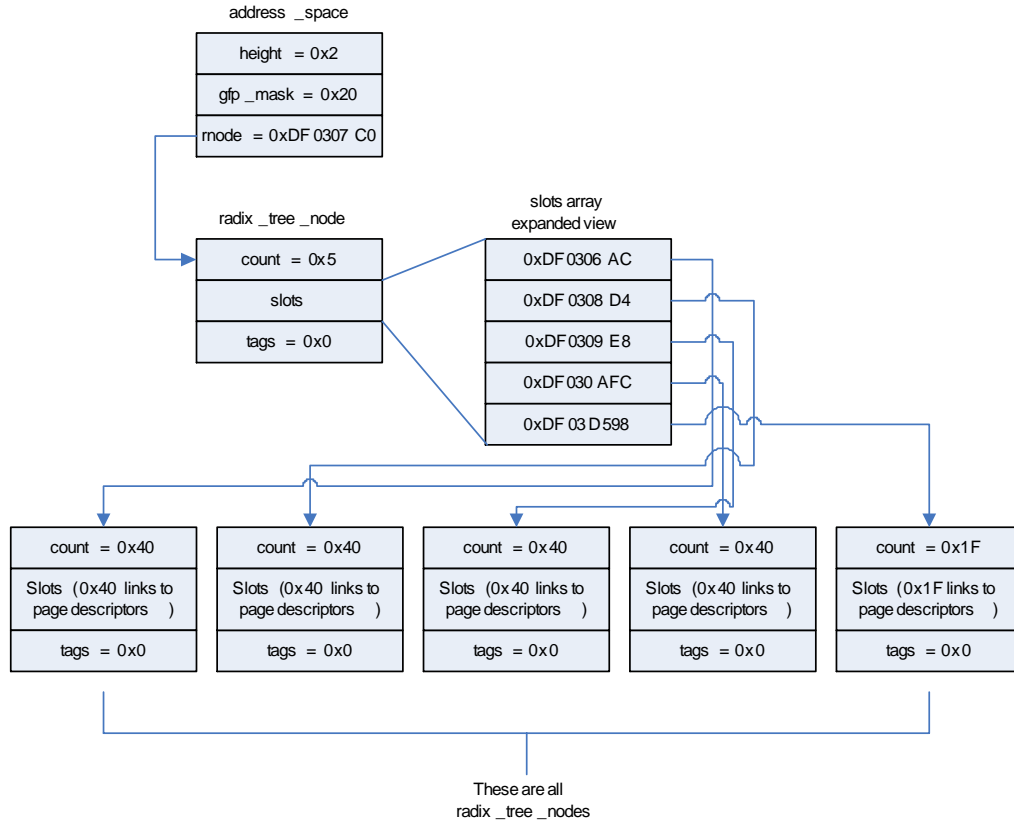 address _space
height = 0x2
gfp _mask = 0x20
rnode = 0xDF 0307 C0
radix _tree _node
count = 0x5
slots
tags = 0x0
slots array
expanded view
0xDF 0306 AC
0xDF 0308 D4
0xDF 0309 E8
0xDF 030 AFC
0xDF 03 D598
count = 0x40
Slots (0x40 links to
page descriptors )
tags = 0x0
count = 0x40
Slots (0x40 links to
page descriptors )
tags = 0x0
count = 0x40
Slots (0x40 links to
page descriptors )
tags = 0x0
count = 0x40
Slots (0x40 links to
page descriptors )
tags = 0x0
count = 0x1F
Slots (0x1F links to
page descriptors )
tags = 0x0
These are all
radix _tree _nodes